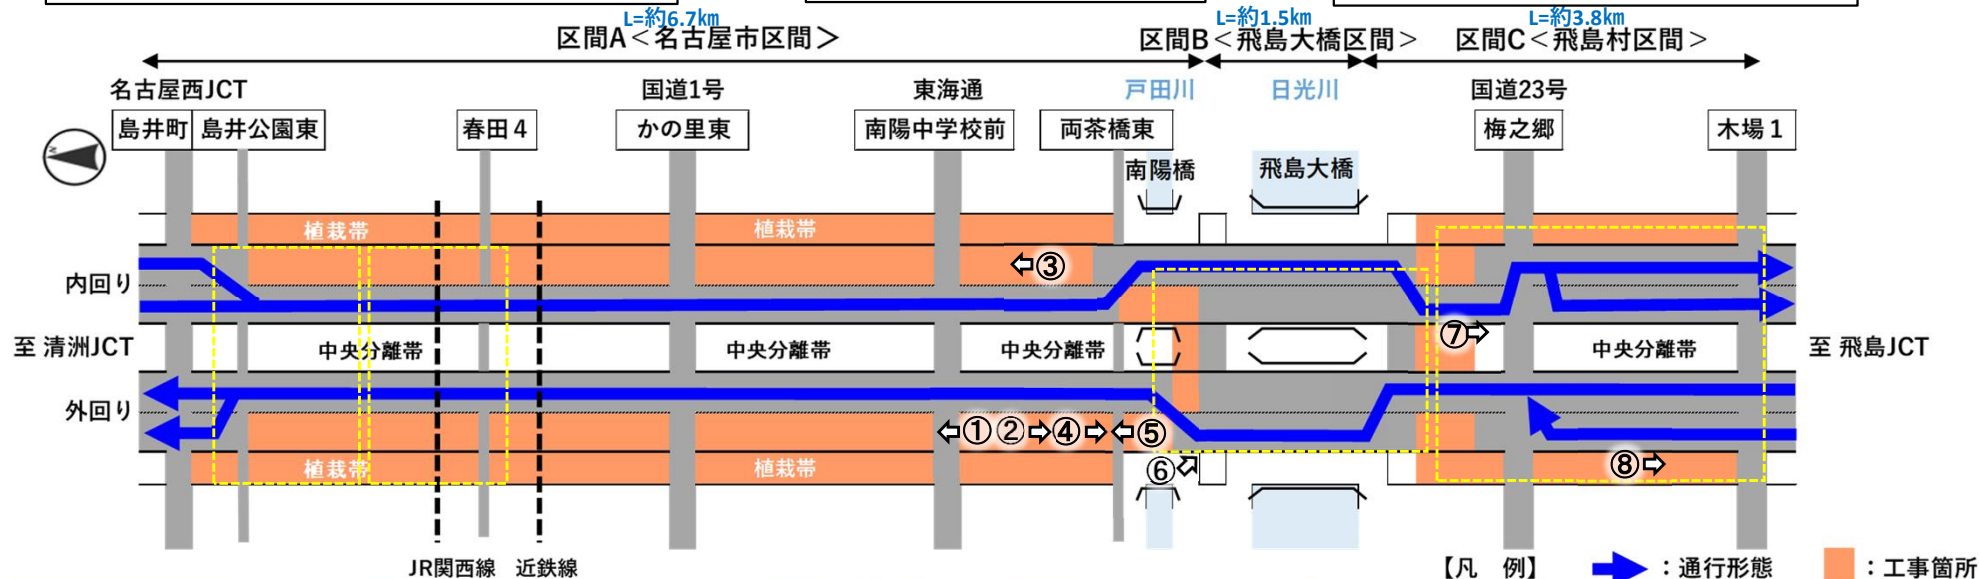 L=約6.7㎞
L=約1.5㎞
L=約3.8㎞
区間A＜名古屋市区間＞
区間B＜飛島大橋区間＞
区間C＜飛島村区間＞
名古屋西JCT
国道1号
東海通
戸田川
日光川
国道23号
島井町
島井公園東
春田4
かの里東
南陽中学校前
両茶橋東
梅之郷
木場1
N
南陽橋
飛島大橋
植栽帯
植栽帯
内回り
③
至 清洲JCT
中央分離帯
中央分離帯
中央分離帯
⑦
中央分離帯
至 飛島JCT
外回り
①
②
④
⑤
植栽帯
植栽帯
⑥
⑧
JR関西線
近鉄線
【凡　例】
：通行形態
：工事箇所